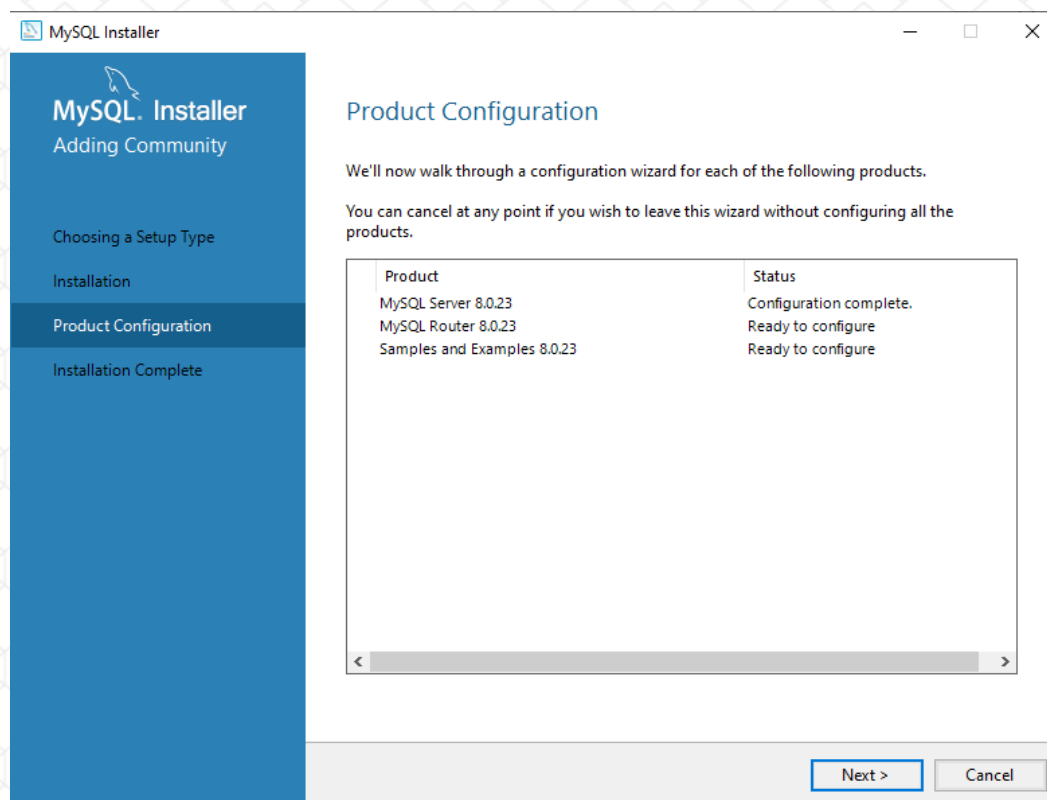 MySQL Installer
MySQL. Installer
Adding Community
Choosing a Setup Type
Installation
Product Configuration
Installation Complete
Product Configuration
We'll now walk through a configuration wizard for each of the following products.
You can cancel at any point if you wish to leave this wizard without configuring all the
products.
Product Status
MySQL Server 8.0.23 Configuration complete.
MySQL Router 8.0.23 Ready to configure
Samples and Examples 8.0.23 Ready to configure
Next > Cancel